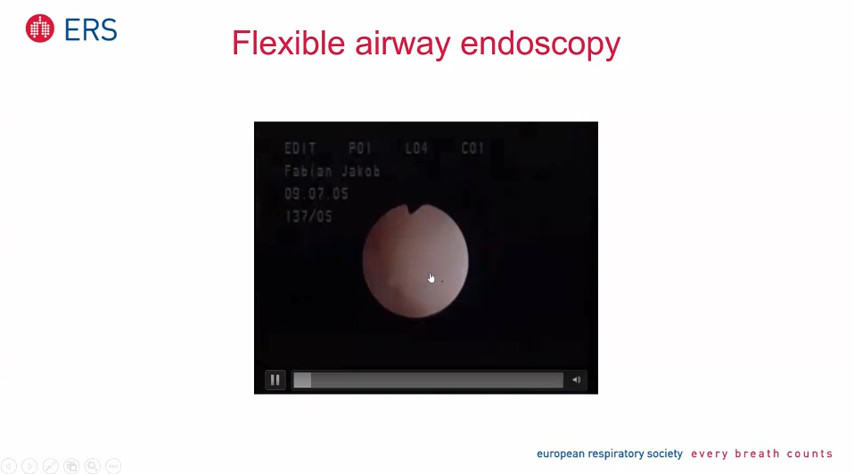 ERS
Flexible airway endoscopy
EDIT P01 L04 C01
Fabian Jakob
09.07.05
137/05
european respiratory society every breath counts